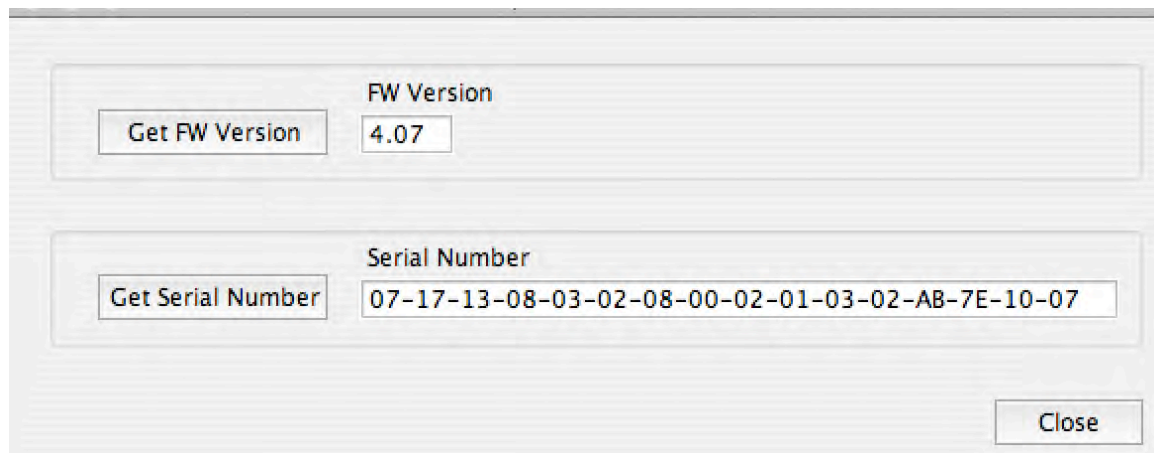 FW Version
Get FW Version 4.07
Serial Number
Get Serial Number 07-17-13-08-03-02-08-00-02-01-03-02-AB-7E-10-07
Close